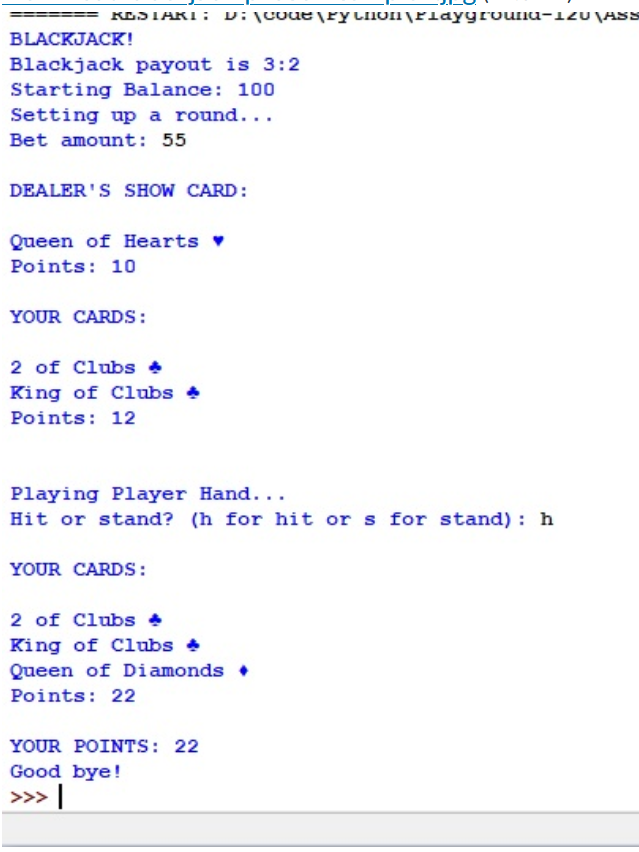 ======= RESTART: D:\code\Python\Playground-120\Ass
BLACKJACK!
Blackjack payout is 3:2
Starting Balance: 100
Setting up a round...
Bet amount: 55
DEALER'S SHOW CARD:
Queen of Hearts ♥
Points: 10
YOUR CARDS:
2 of Clubs ♣
King of Clubs ♣
Points: 12
Playing Player Hand...
Hit or stand? (h for hit or s for stand): h
YOUR CARDS:
2 of Clubs ♣
King of Clubs ♣
Queen of Diamonds ♦
Points: 22
YOUR POINTS: 22
Good bye!
>>>